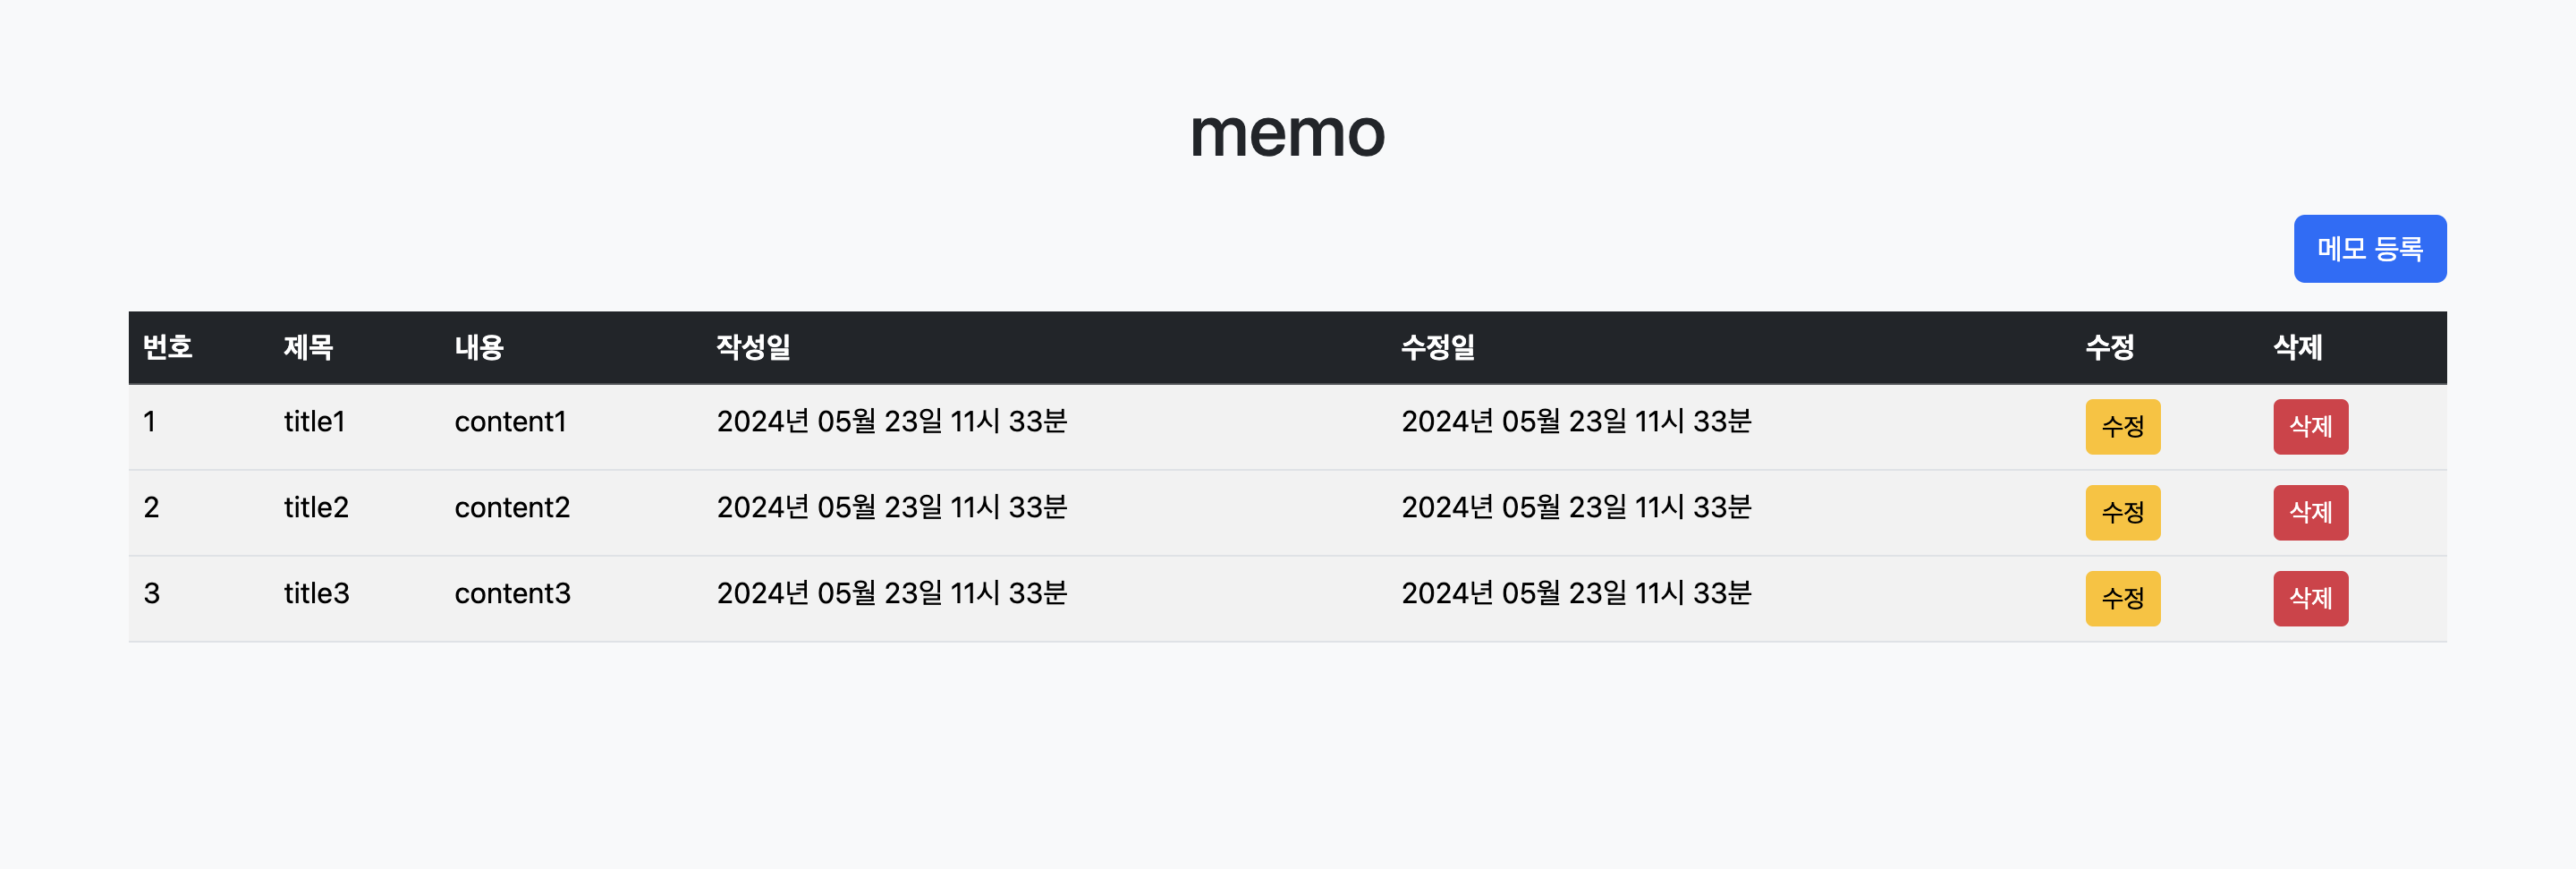 memo
메모 등록
번호 제목 내용 작성일 수정일 수정 삭제
1 title1 content1 2024년 05월 23일 11시 33분 2024년 05월 23일 11시 33분 수정 삭제
2 title2 content2 2024년 05월 23일 11시 33분 2024년 05월 23일 11시 33분 수정 삭제
3 title3 content3 2024년 05월 23일 11시 33분 2024년 05월 23일 11시 33분 수정 삭제